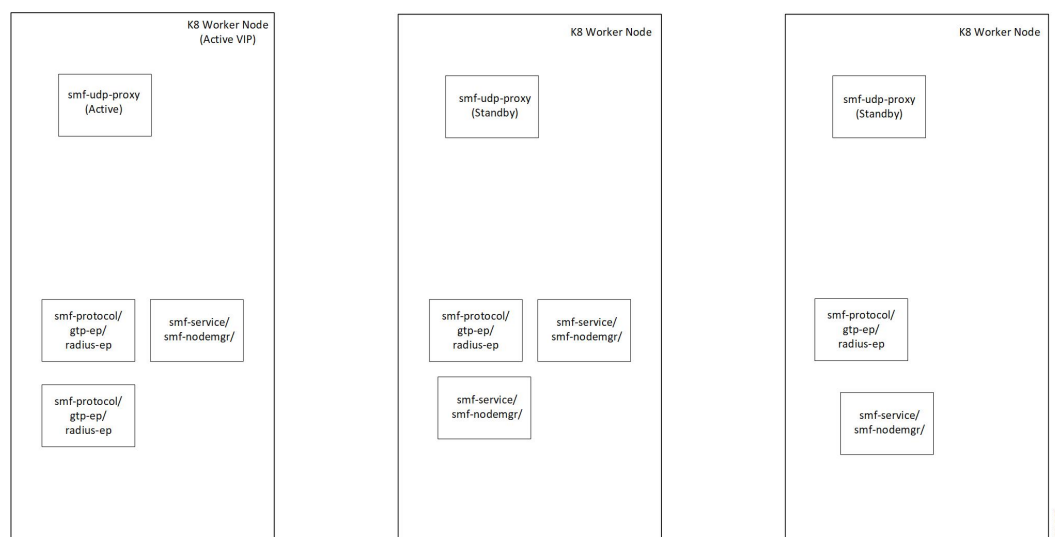 K8 Worker Node
(Active VIP)
smf-udp-proxy
(Active)
smf-protocol/
gtp-ep/
radius-ep
smf-service/
smf-nodemgr/
smf-protocol/
gtp-ep/
radius-ep
K8 Worker Node
smf-udp-proxy
(Standby)
smf-protocol/
gtp-ep/
radius-ep
smf-service/
smf-nodemgr/
smf-service/
smf-nodemgr/
K8 Worker Node
smf-udp-proxy
(Standby)
smf-protocol/
gtp-ep/
radius-ep
smf-service/
smf-nodemgr/